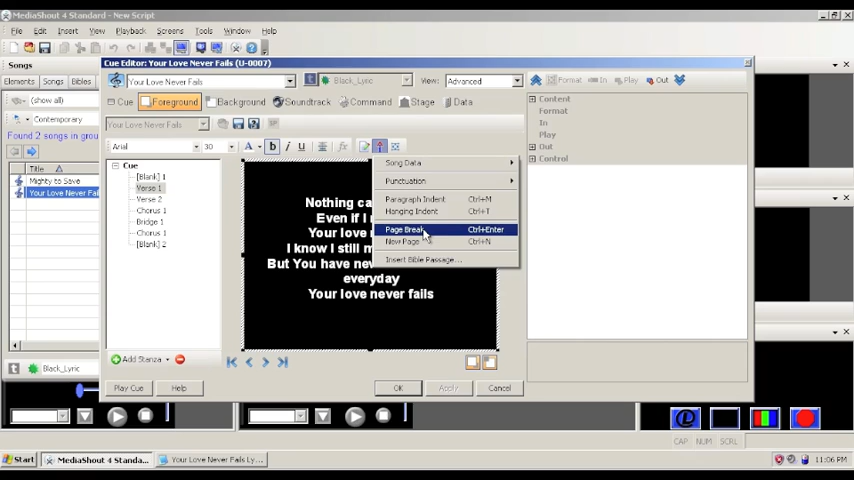 MediaShout 4 Standard - New Script
File Edit Insert View Playback Screens Tools Window Help
Songs
Elements Songs Bibles
(show all)
Contemporary
Found 2 songs in
Title
Mighty to Save
Your Love Never Fai
Black_Lyric
Cue Editor: Your Love Never Fails (U-0007)
Your Love Never Fails
Black_Lyric
View: Advanced
Format In Play Out
Cue Foreground Background Soundtrack Command Stage Data
Your Love Never Fails
Arial 30 A b i u fx
Cue
[Blank] 1
Verse 1
Verse 2
Chorus 1
Bridge 1
Chorus 1
[Blank] 2
Nothing ca
Even if I
Your love
I know I still m
But You have nev
everyday
Your love never fails
Song Data
Punctuation
Paragraph Indent Ctrl+M
Hanging Indent Ctrl+T
Page Break Ctrl+Enter
New Page Ctrl+N
Insert Bible Passage...
Content
Format
In
Play
Out
Control
Add Stanza
Play Cue Help OK Apply Cancel
CAP NUM SCRL
Start MediaShout 4 Standa... Your Love Never Fails Ly... 11:06 PM